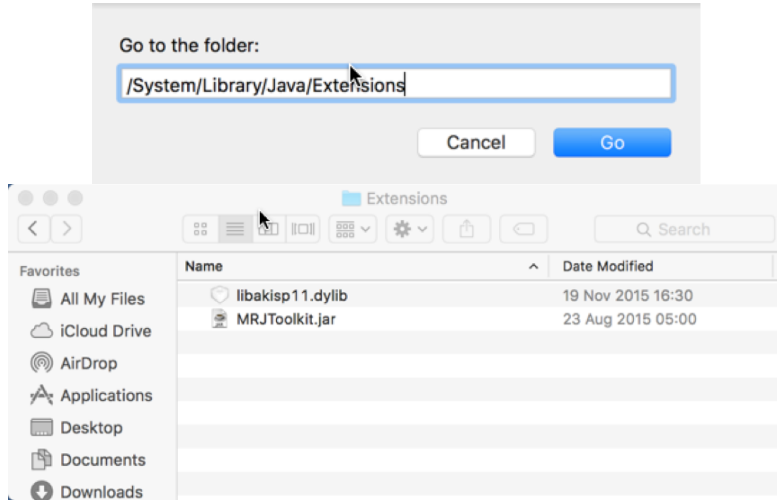 Go to the folder:
/System/Library/Java/Extensions
Cancel Go
Extensions
Search
Favorites
Name Date Modified
All My Files
libakisp11.dylib 19 Nov 2015 16:30
iCloud Drive
MRJToolkit.jar 23 Aug 2015 05:00
AirDrop
Applications
Desktop
Documents
Downloads